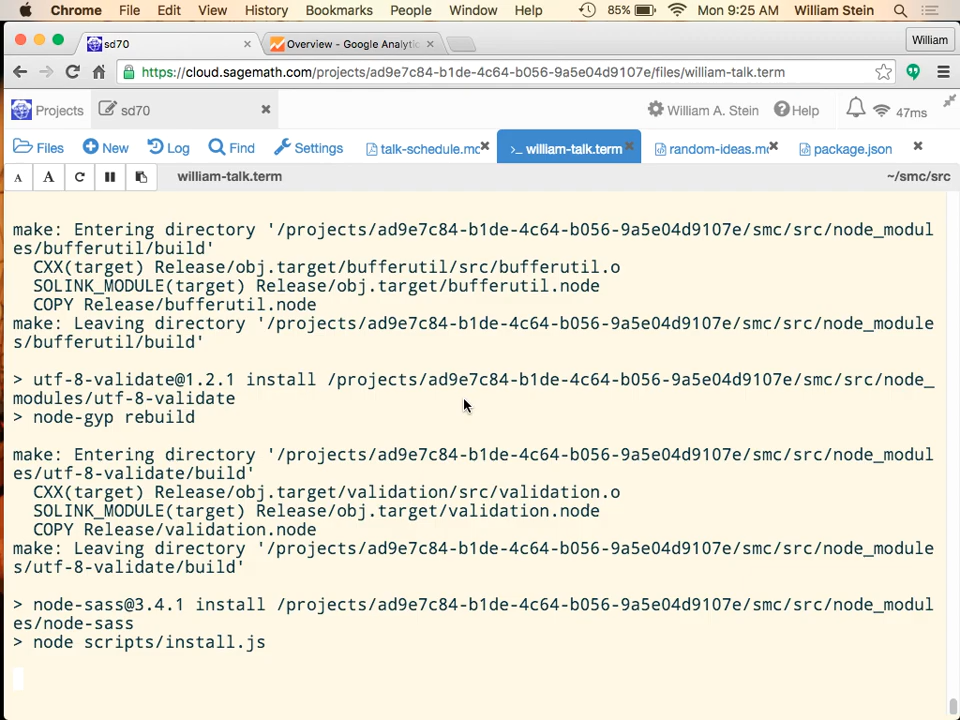 Chrome File Edit View History Bookmarks People Window Help 85% Mon 9:25 AM William Stein
sd70 Overview - Google Analytic William
https://cloud.sagemath.com/projects/ad9e7c84-b1de-4c64-b056-9a5e04d9107e/files/william-talk.term
Projects sd70 William A. Stein Help 47ms
Files New Log Find Settings talk-schedule.mc >_ william-talk.term random-ideas.mc package.json
A A william-talk.term ~/smc/src
make: Entering directory '/projects/ad9e7c84-b1de-4c64-b056-9a5e04d9107e/smc/src/node_modul
es/bufferutil/build'
CXX(target) Release/obj.target/bufferutil/src/bufferutil.o
SOLINK_MODULE(target) Release/obj.target/bufferutil.node
COPY Release/bufferutil.node
make: Leaving directory '/projects/ad9e7c84-b1de-4c64-b056-9a5e04d9107e/smc/src/node_module
s/bufferutil/build'
> utf-8-validate@1.2.1 install /projects/ad9e7c84-b1de-4c64-b056-9a5e04d9107e/smc/src/node_
modules/utf-8-validate
> node-gyp rebuild
make: Entering directory '/projects/ad9e7c84-b1de-4c64-b056-9a5e04d9107e/smc/src/node_modul
es/utf-8-validate/build'
CXX(target) Release/obj.target/validation/src/validation.o
SOLINK_MODULE(target) Release/obj.target/validation.node
COPY Release/validation.node
make: Leaving directory '/projects/ad9e7c84-b1de-4c64-b056-9a5e04d9107e/smc/src/node_module
s/utf-8-validate/build'
> node-sass@3.4.1 install /projects/ad9e7c84-b1de-4c64-b056-9a5e04d9107e/smc/src/node_modul
es/node-sass
> node scripts/install.js